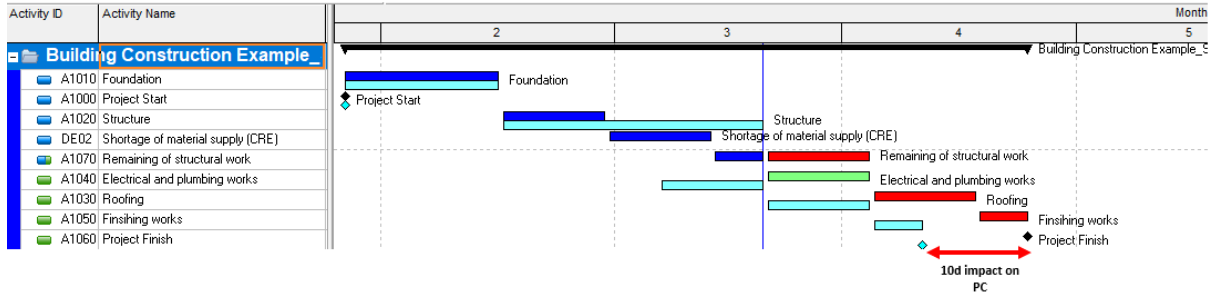 Activity ID Activity Name Month
2 3 4 5
Building Construction Example_ Building Construction Example_S
A1010 Foundation Foundation
A1000 Project Start Project Start
A1020 Structure Structure
DE02 Shortage of material supply (CRE) Shortage of material supply (CRE)
A1070 Remaining of structural work Remaining of structural work
A1040 Electrical and plumbing works Electrical and plumbing works
A1030 Roofing Roofing
A1050 Finsihing works Finsihing works
A1060 Project Finish Project Finish
10d impact on
PC